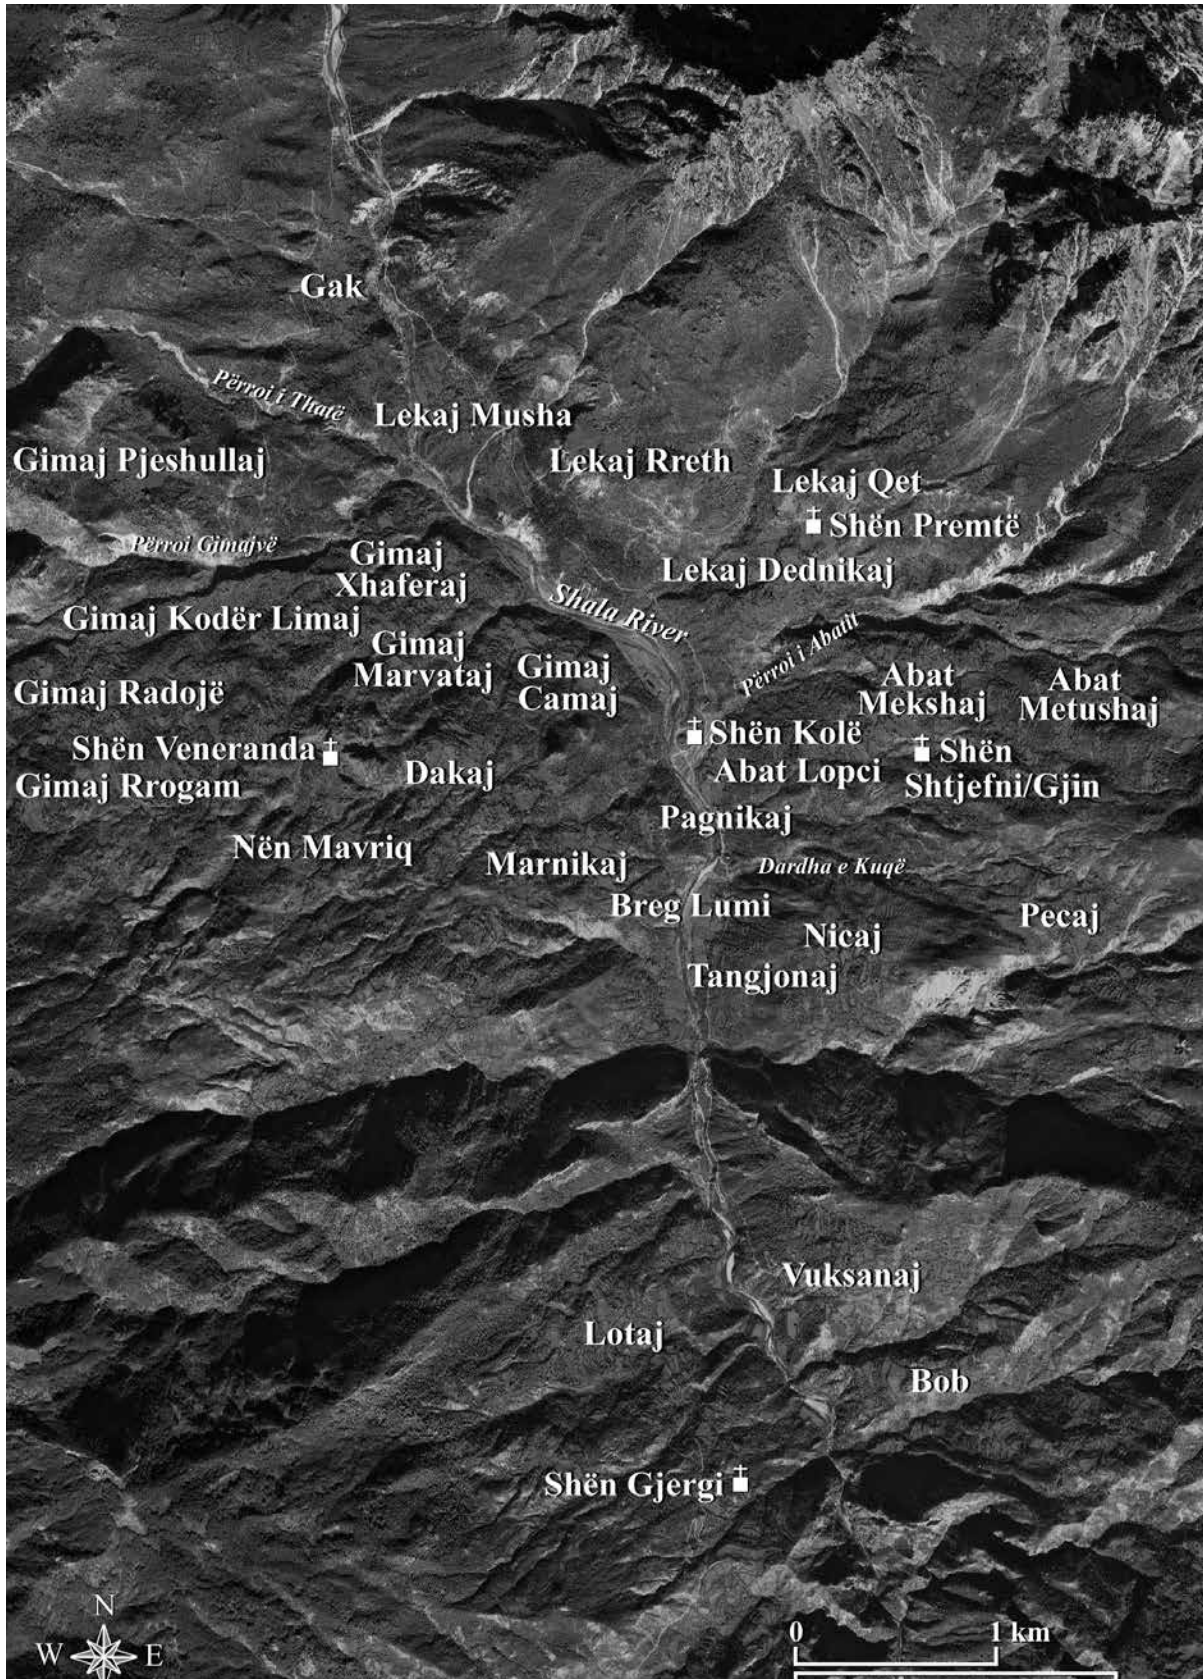 Gak
Përroi i Thatë
Lekaj Musha
Gimaj Pjeshullaj
Lekaj Rreth
Lekaj Qet
Shën Premtë
Përroi Gimajvë
Gimaj
Xhaferaj
Lekaj Dednikaj
Gimaj Kodër Limaj
Shala River
Gimaj
Marvataj
Gimaj
Camaj
Përroi i Abatit
Abat
Mekshaj
Abat
Metushaj
Gimaj Radojë
Shën Veneranda
Shën Kolë
Shën
Shtjefni/Gjin
Gimaj Rrogam
Dakaj
Abat Lopci
Pagnikaj
Nën Mavriq
Marnikaj
Dardha e Kuqë
Breg Lumi
Pecaj
Nicaj
Tangjonaj
Vuksanaj
Lotaj
Bob
Shën Gjergi
N
W E
0 1 km